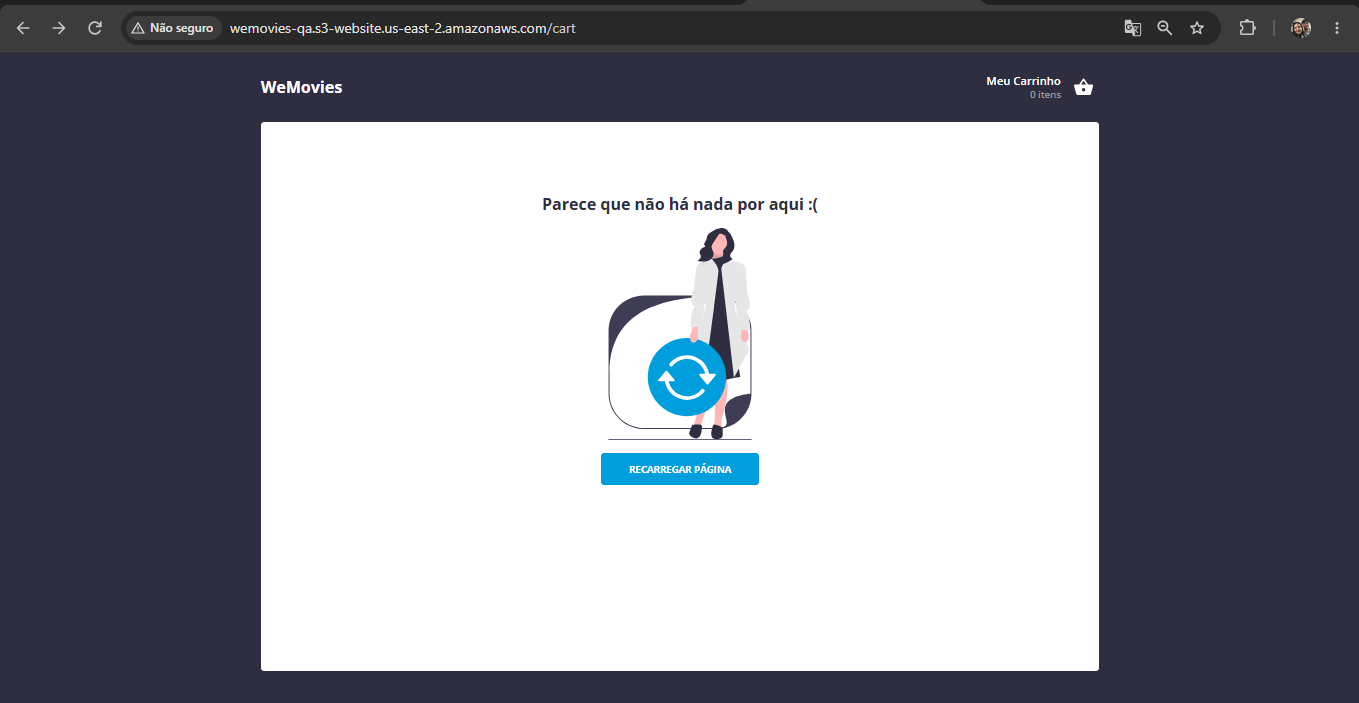 Não seguro
wemovies-qa.s3-website.us-east-2.amazonaws.com/cart
WeMovies
Meu Carrinho
0 itens
Parece que não há nada por aqui :(
RECARREGAR PÁGINA